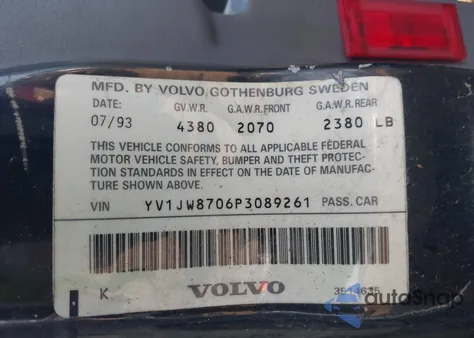 MFD. BY VOLVO, GOTHENBURG SWEDEN
DATE: G.V.W.R. G.A.W.R. FRONT G.A.W.R. REAR
07/93 4380 2070 2380 LB
THIS VEHICLE CONFORMS TO ALL APPLICABLE FEDERAL
MOTOR VEHICLE SAFETY, BUMPER AND THEFT PROTEC-
TION STANDARDS IN EFFECT ON THE DATE OF MANUFAC-
TURE SHOWN ABOVE.
VIN YV1JW8706P3089261 PASS. CAR
K VOLVO 3514635
autoSnap